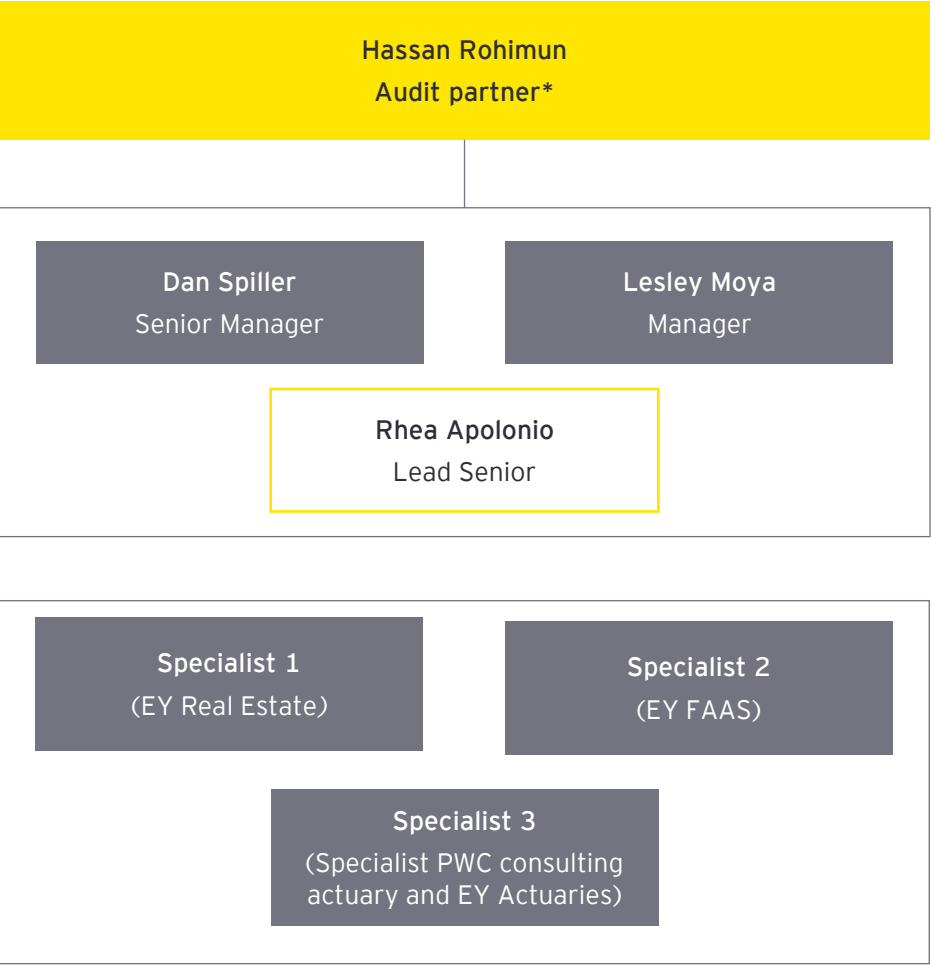 Hassan Rohimun
Audit partner*
Dan Spiller
Senior Manager
Lesley Moya
Manager
Rhea Apolonio
Lead Senior
Specialist 1
(EY Real Estate)
Specialist 2
(EY FAAS)
Specialist 3
(Specialist PWC consulting
actuary and EY Actuaries)